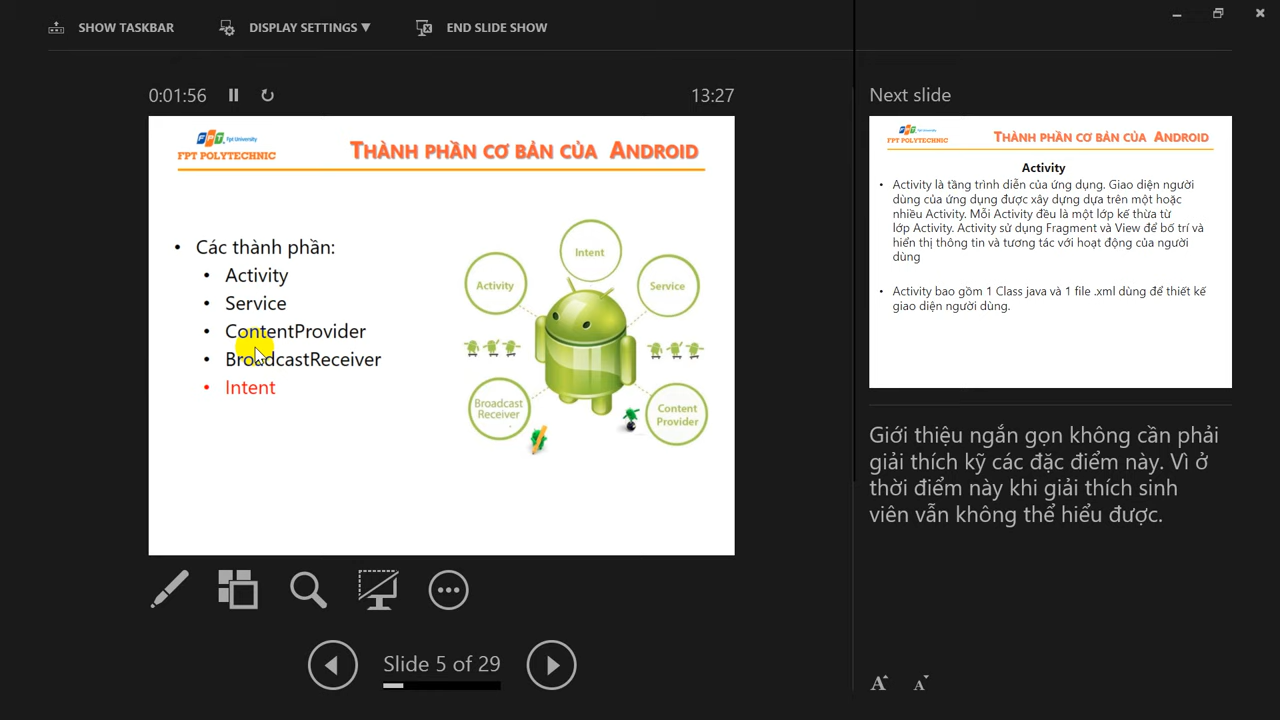 SHOW TASKBAR
DISPLAY SETTINGS ▼
END SLIDE SHOW
0:01:56
13:27
FPT Fpt University
FPT POLYTECHNIC
THÀNH PHẦN CƠ BẢN CỦA ANDROID
• Các thành phần:
• Activity
• Service
• ContentProvider
• BroadcastReceiver
• Intent
Intent
Activity
Service
Broadcast
Receiver
Content
Provider
Slide 5 of 29
Next slide
FPT Fpt University
FPT POLYTECHNIC
THÀNH PHẦN CƠ BẢN CỦA ANDROID
Activity
• Activity là tầng trình diễn của ứng dụng. Giao diện người
dùng của ứng dụng được xây dựng dựa trên một hoặc
nhiều Activity. Mỗi Activity đều là một lớp kế thừa từ
lớp Activity. Activity sử dụng Fragment và View để bố trí và
hiển thị thông tin và tương tác với hoạt động của người
dùng
• Activity bao gồm 1 Class java và 1 file .xml dùng để thiết kế
giao diện người dùng.
Giới thiệu ngắn gọn không cần phải
giải thích kỹ các đặc điểm này. Vì ở
thời điểm này khi giải thích sinh
viên vẫn không thể hiểu được.
A A